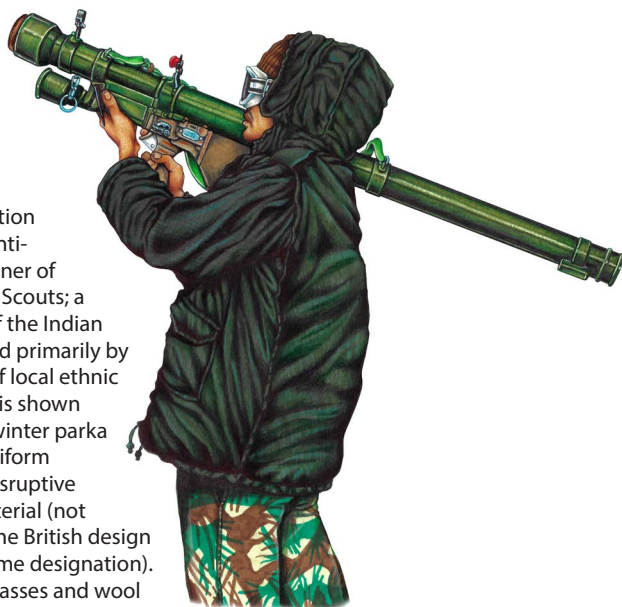 tion
nti-
ner of
Scouts; a
f the Indian
d primarily by
f local ethnic
is shown
winter parka
iform
sruptive
terial (not
ne British design
me designation).
asses and wool